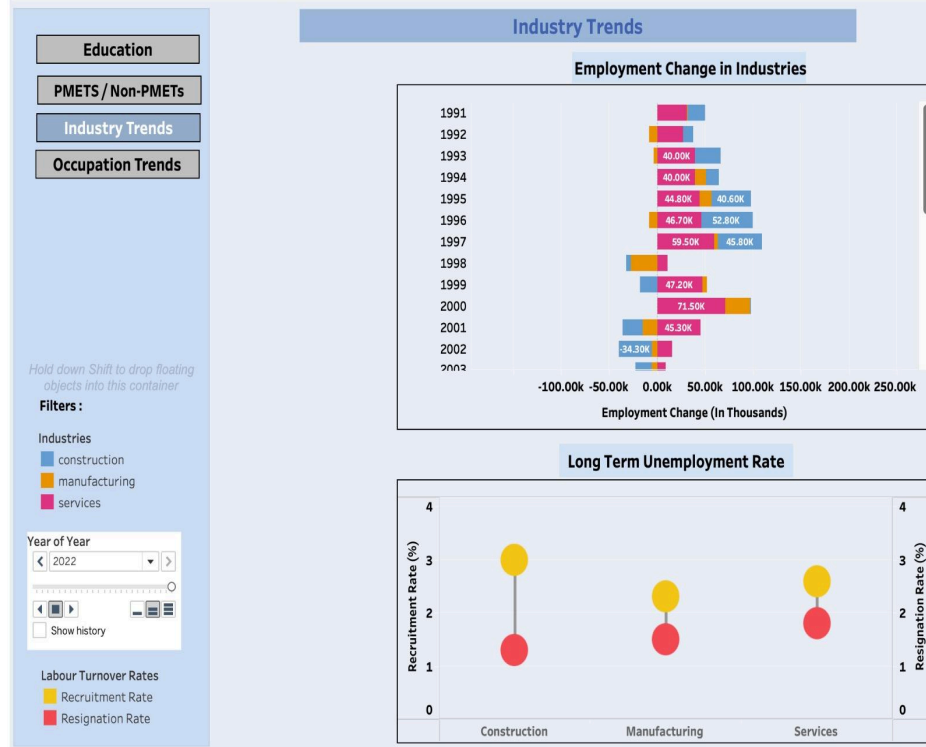 Industry Trends
Education
PMETS / Non-PMETs
Industry Trends
Occupation Trends
Hold down Shift to drop floating
objects into this container
Filters :
Industries
construction
manufacturing
services
Year of Year
2022
Show history
Labour Turnover Rates
Recruitment Rate
Resignation Rate
Employment Change in Industries
1991
1992
1993 40.00K
1994 40.00K
1995 44.80K 40.60K
1996 46.70K 52.80K
1997 59.50K 45.80K
1998
1999 47.20K
2000 71.50K
2001 45.30K
2002 -34.30K
2003
-100.00k -50.00k 0.00k 50.00k 100.00k 150.00k 200.00k 250.00k
Employment Change (In Thousands)
Long Term Unemployment Rate
Recruitment Rate (%)
4
3
2
1
0
Construction Manufacturing Services
4
3
2
1
0
Resignation Rate (%)